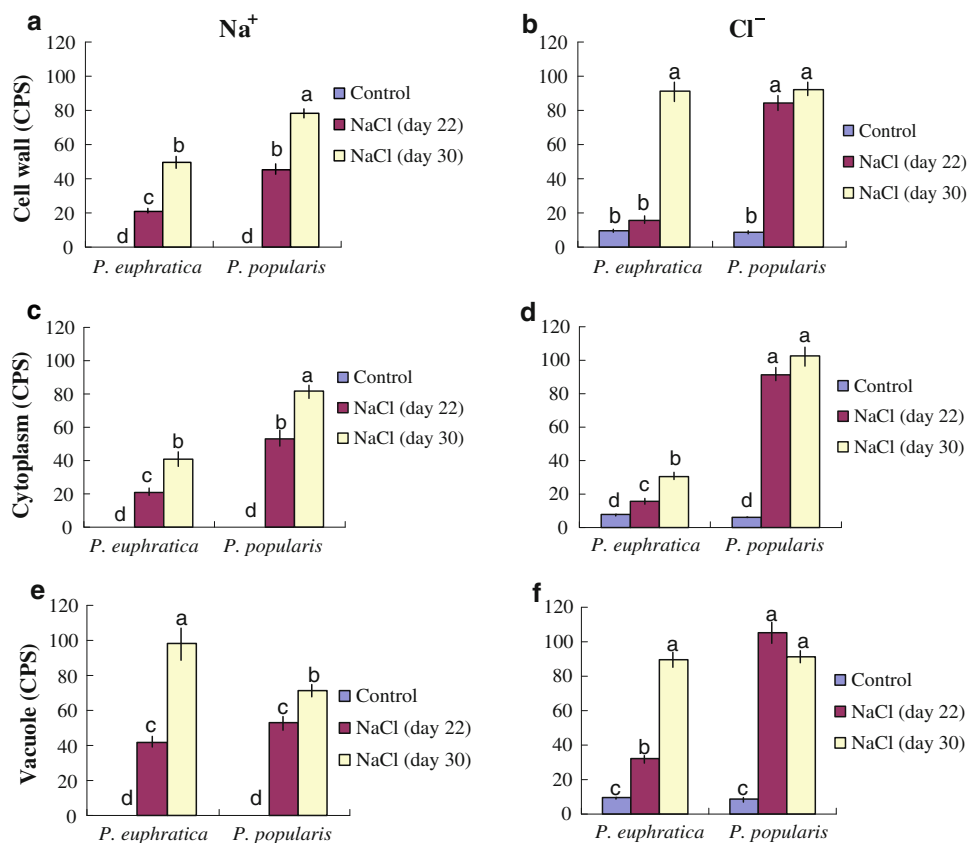 a
Na+
b
Cl−
Cell wall (CPS)
120
100
80
60
40
20
0
d
c
b
d
b
a
P. euphratica
P. popularis
Control
NaCl (day 22)
NaCl (day 30)
120
100
80
60
40
20
0
b
b
a
b
a
a
P. euphratica
P. popularis
Control
NaCl (day 22)
NaCl (day 30)
c
Cytoplasm (CPS)
120
100
80
60
40
20
0
d
c
b
d
b
a
P. euphratica
P. popularis
Control
NaCl (day 22)
NaCl (day 30)
d
120
100
80
60
40
20
0
d
c
b
d
a
a
P. euphratica
P. popularis
Control
NaCl (day 22)
NaCl (day 30)
e
Vacuole (CPS)
120
100
80
60
40
20
0
d
c
a
d
c
b
P. euphratica
P. popularis
Control
NaCl (day 22)
NaCl (day 30)
f
120
100
80
60
40
20
0
c
b
a
c
a
a
P. euphratica
P. popularis
Control
NaCl (day 22)
NaCl (day 30)